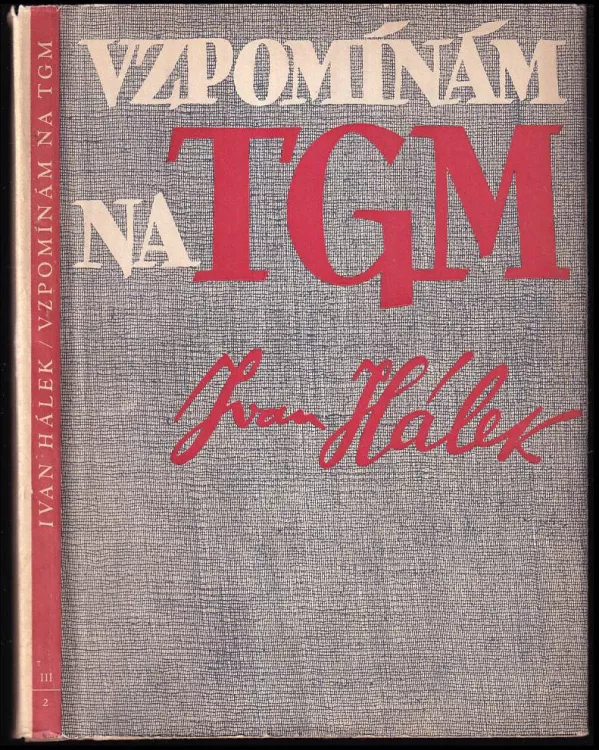 VZPOMÍNÁM
NA TGM
Ivan Hálek
IVAN HÁLEK / VZPOMÍNÁM NA TGM
III
2